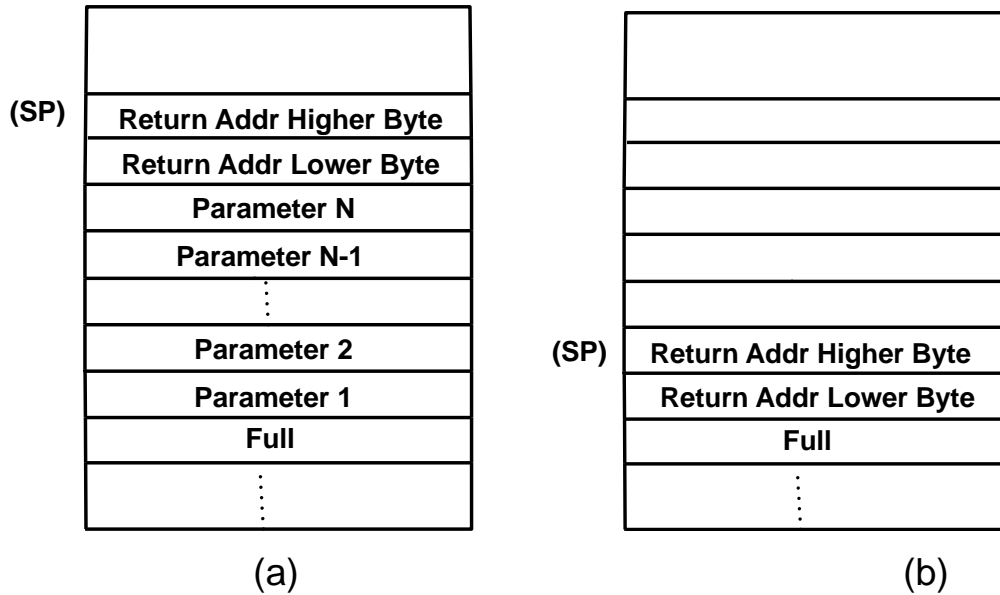 (SP)
Return Addr Higher Byte
Return Addr Lower Byte
Parameter N
Parameter N-1
Parameter 2
Parameter 1
Full
(a)
(SP)
Return Addr Higher Byte
Return Addr Lower Byte
Full
(b)